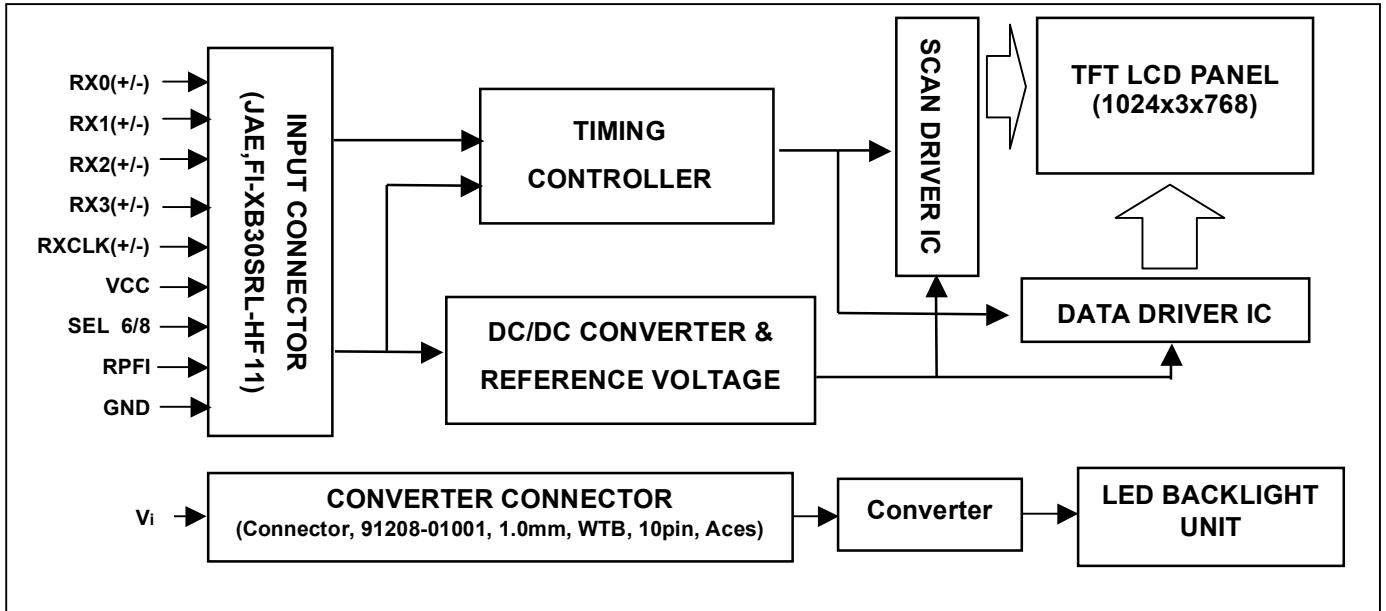 RX0(+/-)
RX1(+/-)
RX2(+/-)
RX3(+/-)
RXCLK(+/-)
VCC
SEL 6/8
RPFI
GND
INPUT CONNECTOR
(JAE,FI-XB30SRL-HF11)
TIMING
CONTROLLER
DC/DC CONVERTER &
REFERENCE VOLTAGE
SCAN DRIVER IC
TFT LCD PANEL
(1024x3x768)
DATA DRIVER IC
Vi
CONVERTER CONNECTOR
(Connector, 91208-01001, 1.0mm, WTB, 10pin, Aces)
Converter
LED BACKLIGHT
UNIT